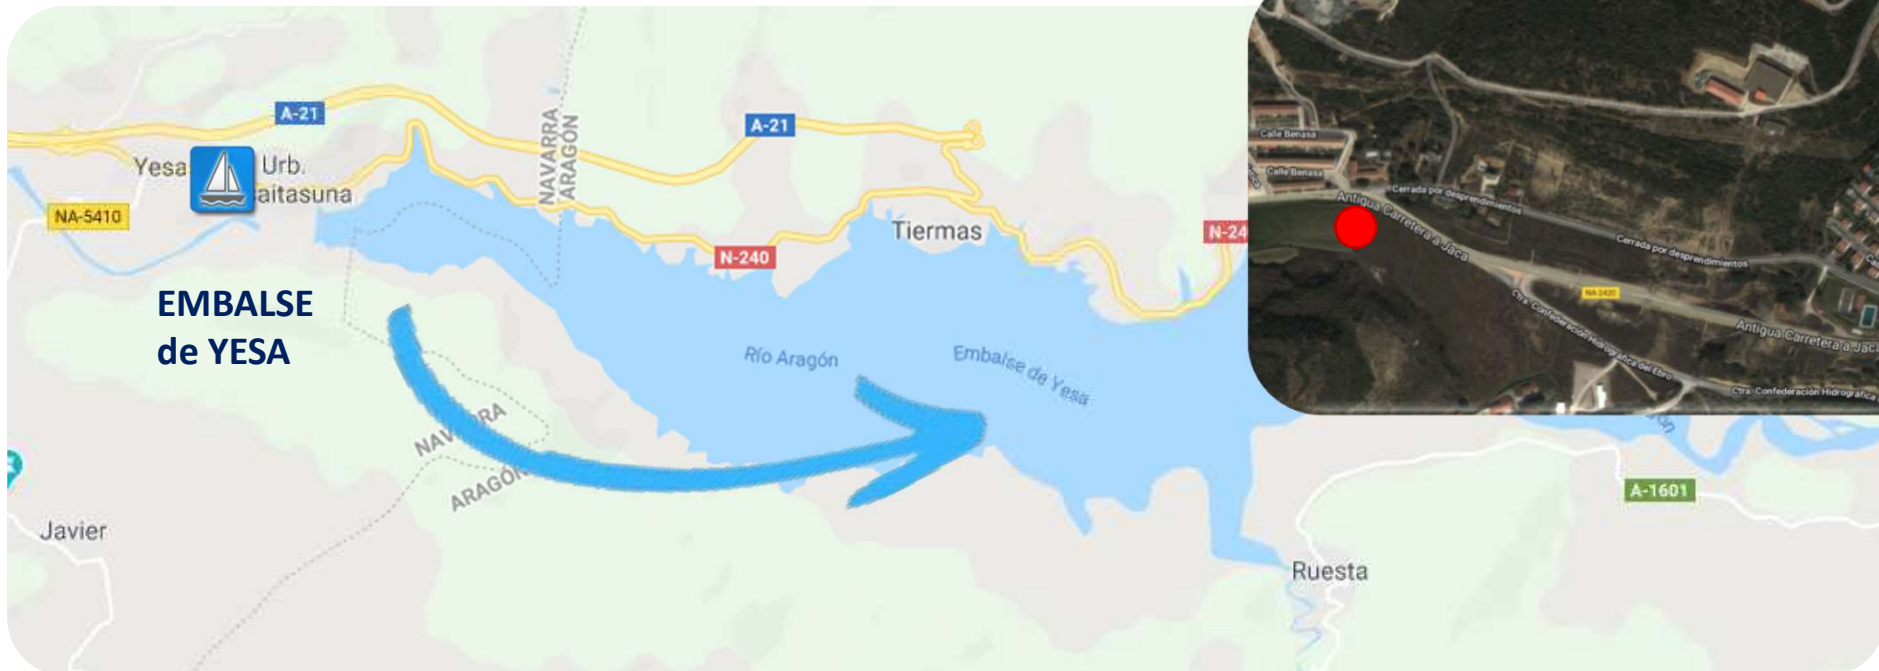 A-21
A-21
NAVARRA
ARAGÓN
Yesa
Urb.
aitasuna
NA-5410
Tiermas
N-240
N-24
EMBALSE
de YESA
Río Aragón
Embalse de Yesa
NAVARRA
ARAGÓN
A-1601
Javier
Ruesta
Calle Benasa
Calle Benasa
Cerrada por desprendimientos
Antigua Carretera a Jaca
Cerrada por desprendimientos
NA-2420
Antigua Carretera a Jaca
Ctra. Confederación Hidrográfica del Ebro
Ctra. Confederación Hidrográfica